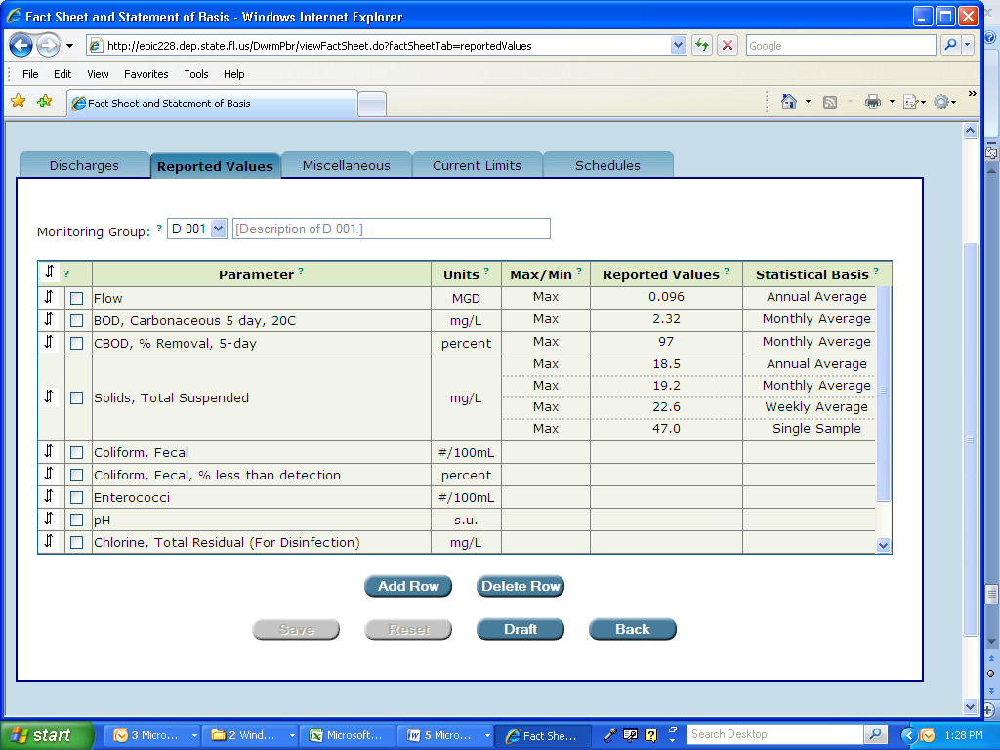 Fact Sheet and Statement of Basis - Windows Internet Explorer
http://epic228.dep.state.fl.us/DwrmPbr/viewFactSheet.do?factSheetTab=reportedValues Google
File Edit View Favorites Tools Help
Fact Sheet and Statement of Basis »
Discharges Reported Values Miscellaneous Current Limits Schedules
Monitoring Group: ? D-001 [Description of D-001.]
? Parameter ? Units ? Max/Min ? Reported Values ? Statistical Basis ?
Flow MGD Max 0.096 Annual Average
BOD, Carbonaceous 5 day, 20C mg/L Max 2.32 Monthly Average
CBOD, % Removal, 5-day percent Max 97 Monthly Average
Max 18.5 Annual Average
Max 19.2 Monthly Average
Solids, Total Suspended mg/L
Max 22.6 Weekly Average
Max 47.0 Single Sample
Coliform, Fecal #/100mL
Coliform, Fecal, % less than detection percent
Enterococci #/100mL
pH s.u.
Chlorine, Total Residual (For Disinfection) mg/L
Add Row Delete Row
Save Reset Draft Back
start 3 Micro... 2 Wind... Microsoft... 5 Micro... Fact She... Search Desktop 1:28 PM